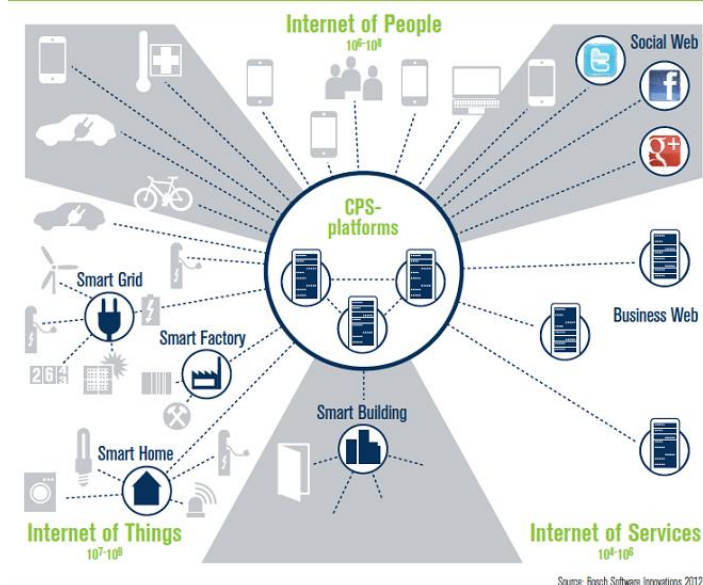 Internet of People
10⁶-10⁸
Social Web
CPS-
platforms
Smart Grid
Business Web
Smart Factory
Smart Building
Smart Home
Internet of Things
10⁷-10⁹
Internet of Services
10⁴-10⁶
Source: Bosch Software Innovations 2012